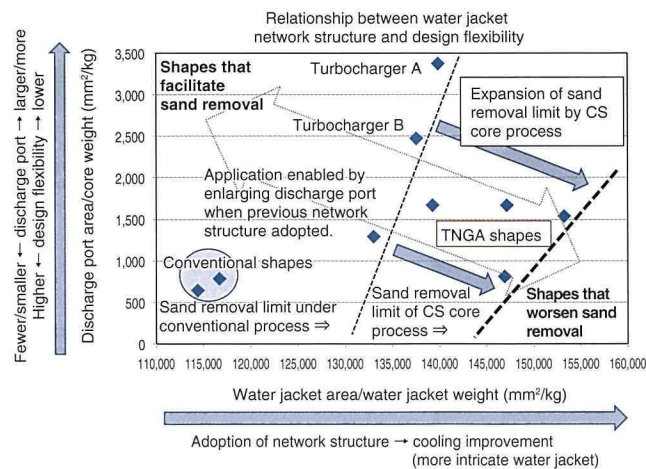 Relationship between water jacket
network structure and design flexibility
Fewer/smaller ← discharge port → larger/more
Higher ← design flexibility → lower
Discharge port area/core weight (mm²/kg)
3,500
3,000
2,500
2,000
1,500
1,000
500
0
Shapes that
facilitate
sand removal
Turbocharger A
Expansion of sand
removal limit by CS
core process
Turbocharger B
Application enabled by
enlarging discharge port
when previous network
structure adopted.
TNGA shapes
Conventional shapes
Sand removal limit under
conventional process ⇒
Sand removal
limit of CS core
process ⇒
Shapes that
worsen sand
removal
110,000 115,000 120,000 125,000 130,000 135,000 140,000 145,000 150,000 155,000 160,000
Water jacket area/water jacket weight (mm²/kg)
Adoption of network structure → cooling improvement
(more intricate water jacket)